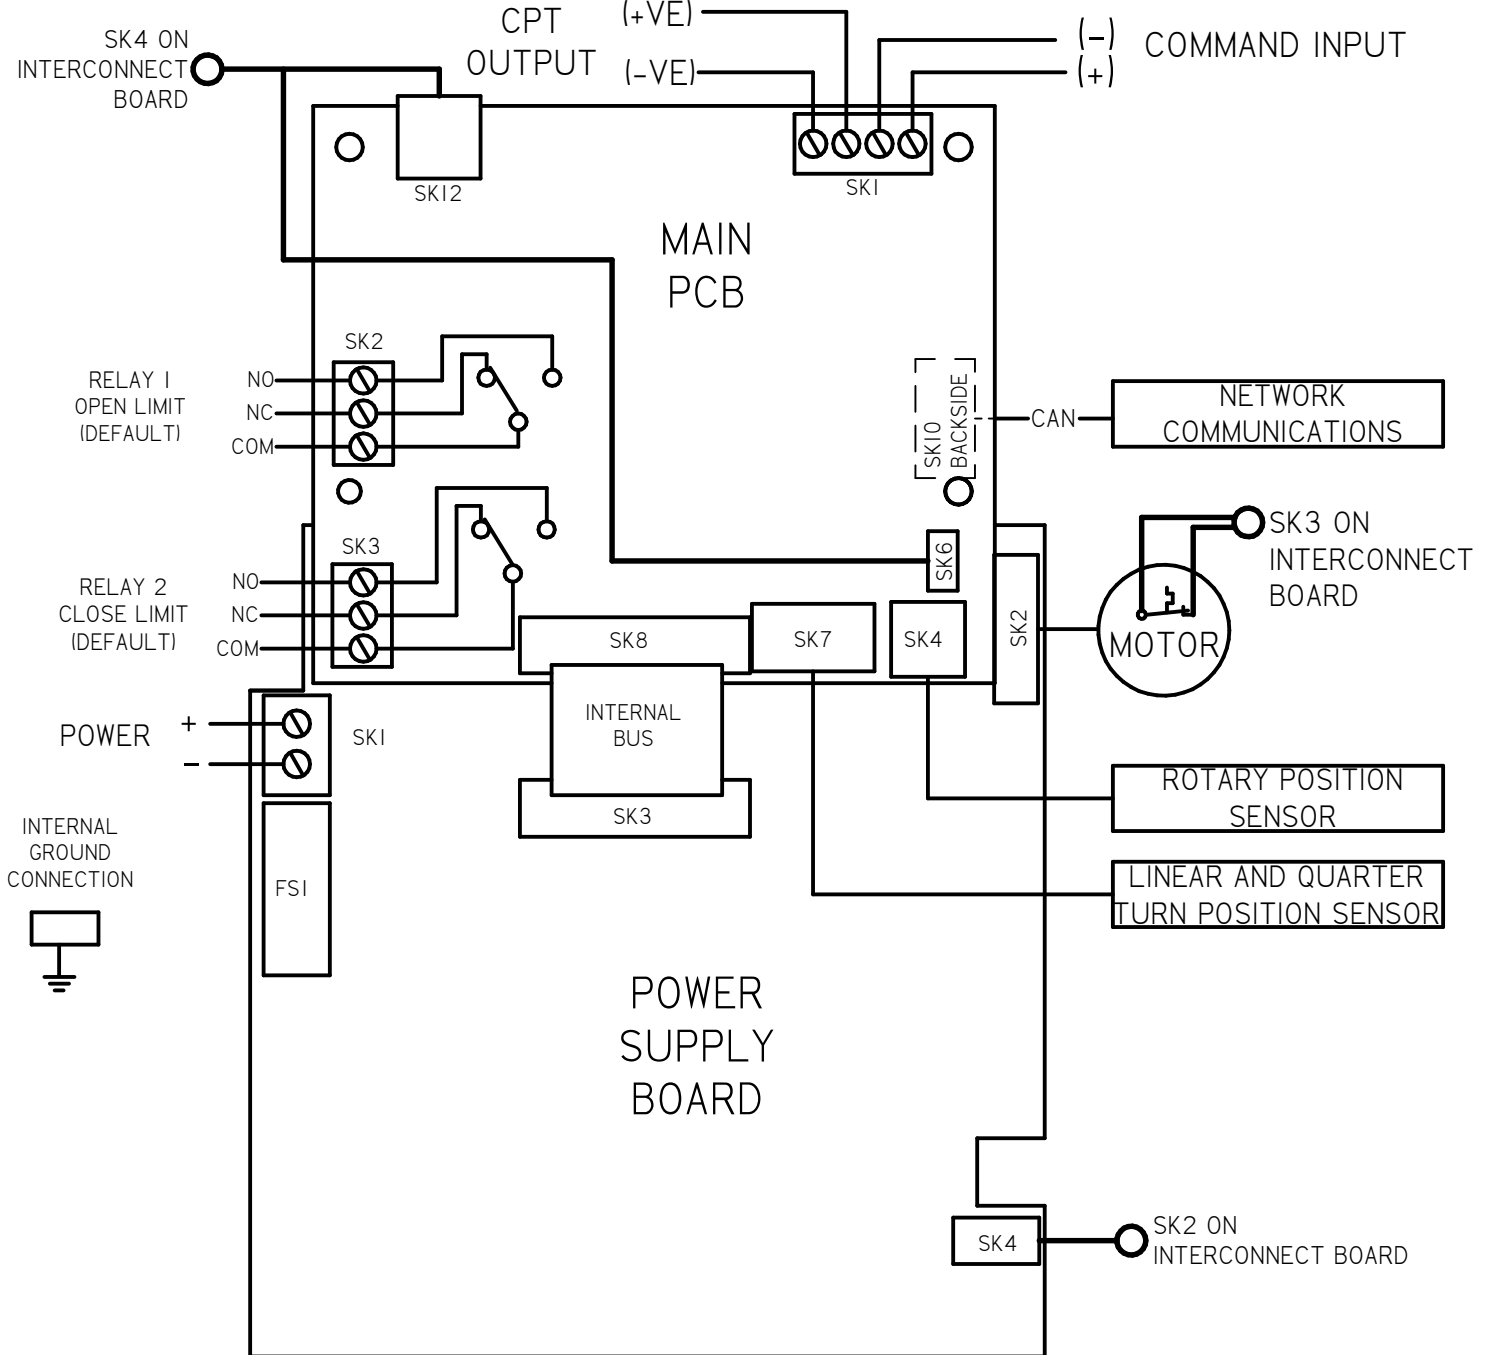 CPT
OUTPUT
(+VE)
(-VE)
(-)
(+)
COMMAND INPUT
SK4 ON
INTERCONNECT
BOARD
SK12
SK1
MAIN
PCB
SK2
RELAY 1
OPEN LIMIT
(DEFAULT)
NO
NC
COM
SK10
BACKSIDE
CAN
NETWORK
COMMUNICATIONS
SK3 ON
INTERCONNECT
BOARD
SK3
RELAY 2
CLOSE LIMIT
(DEFAULT)
NO
NC
COM
SK6
SK8
SK7
SK4
SK2
MOTOR
POWER
+
-
SK1
INTERNAL
BUS
SK3
ROTARY POSITION
SENSOR
LINEAR AND QUARTER
TURN POSITION SENSOR
INTERNAL
GROUND
CONNECTION
FS1
POWER
SUPPLY
BOARD
SK4
SK2 ON
INTERCONNECT BOARD